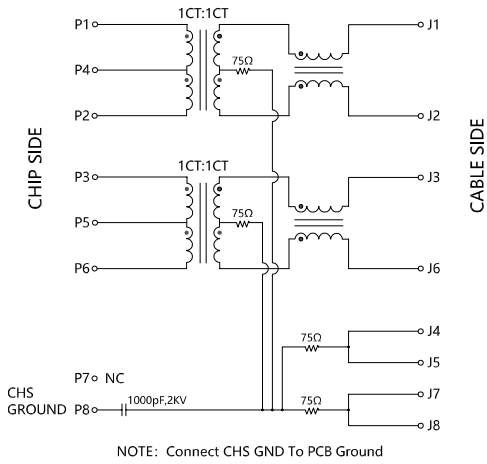 1CT:1CT
P1
J1
75Ω
P4
P2
J2
CHIP SIDE
CABLE SIDE
1CT:1CT
P3
J3
75Ω
P5
P6
J6
75Ω
J4
J5
P7 NC
CHS
GROUND P8
1000pF,2KV
75Ω
J7
J8
NOTE: Connect CHS GND To PCB Ground